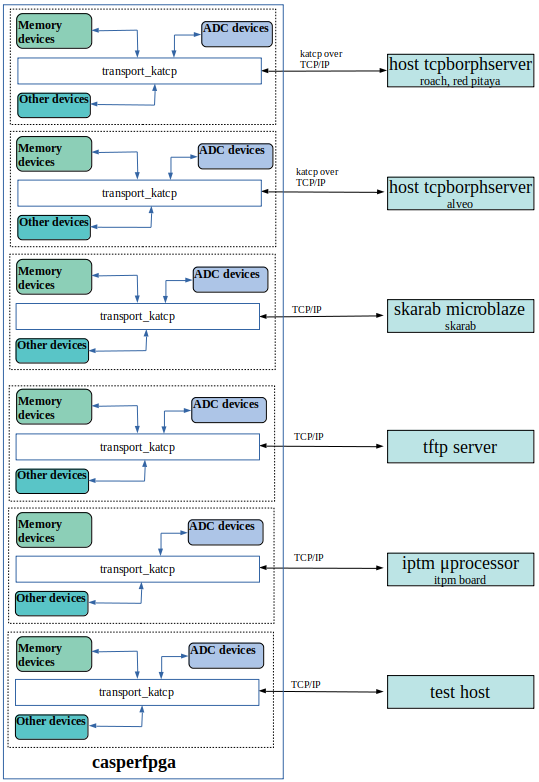 Memory
devices
ADC devices
transport_katcp
Other devices
katcp over
TCP/IP
host tcpborphserver
roach, red pitaya
Memory
devices
ADC devices
transport_katcp
Other devices
katcp over
TCP/IP
host tcpborphserver
alveo
Memory
devices
ADC devices
transport_katcp
Other devices
TCP/IP
skarab microblaze
skarab
Memory
devices
ADC devices
transport_katcp
Other devices
TCP/IP
tftp server
Memory
devices
ADC devices
transport_katcp
Other devices
TCP/IP
iptm μprocessor
itpm board
Memory
devices
ADC devices
transport_katcp
Other devices
TCP/IP
test host
casperfpga